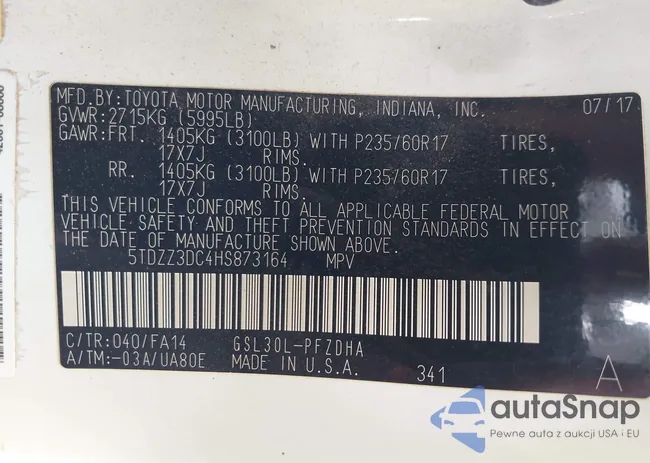 MFD.BY:TOYOTA MOTOR MANUFACTURING, INDIANA, INC. 07/17
GVWR:2715KG (5995LB)
GAWR:FRT. 1405KG (3100LB) WITH P235/60R17 TIRES,
17X7J RIMS.
RR. 1405KG (3100LB) WITH P235/60R17 TIRES,
17X7J RIMS.
THIS VEHICLE CONFORMS TO ALL APPLICABLE FEDERAL MOTOR
VEHICLE SAFETY AND THEFT PREVENTION STANDARDS IN EFFECT ON
THE DATE OF MANUFACTURE SHOWN ABOVE.
5TDZZ3DC4HS873164 MPV
C/TR:040/FA14 GSL30L-PFZDHA
A/TM:-03A/UA80E MADE IN U.S.A. 341 A
autaSnap
Pewne auta z aukcji USA i EU